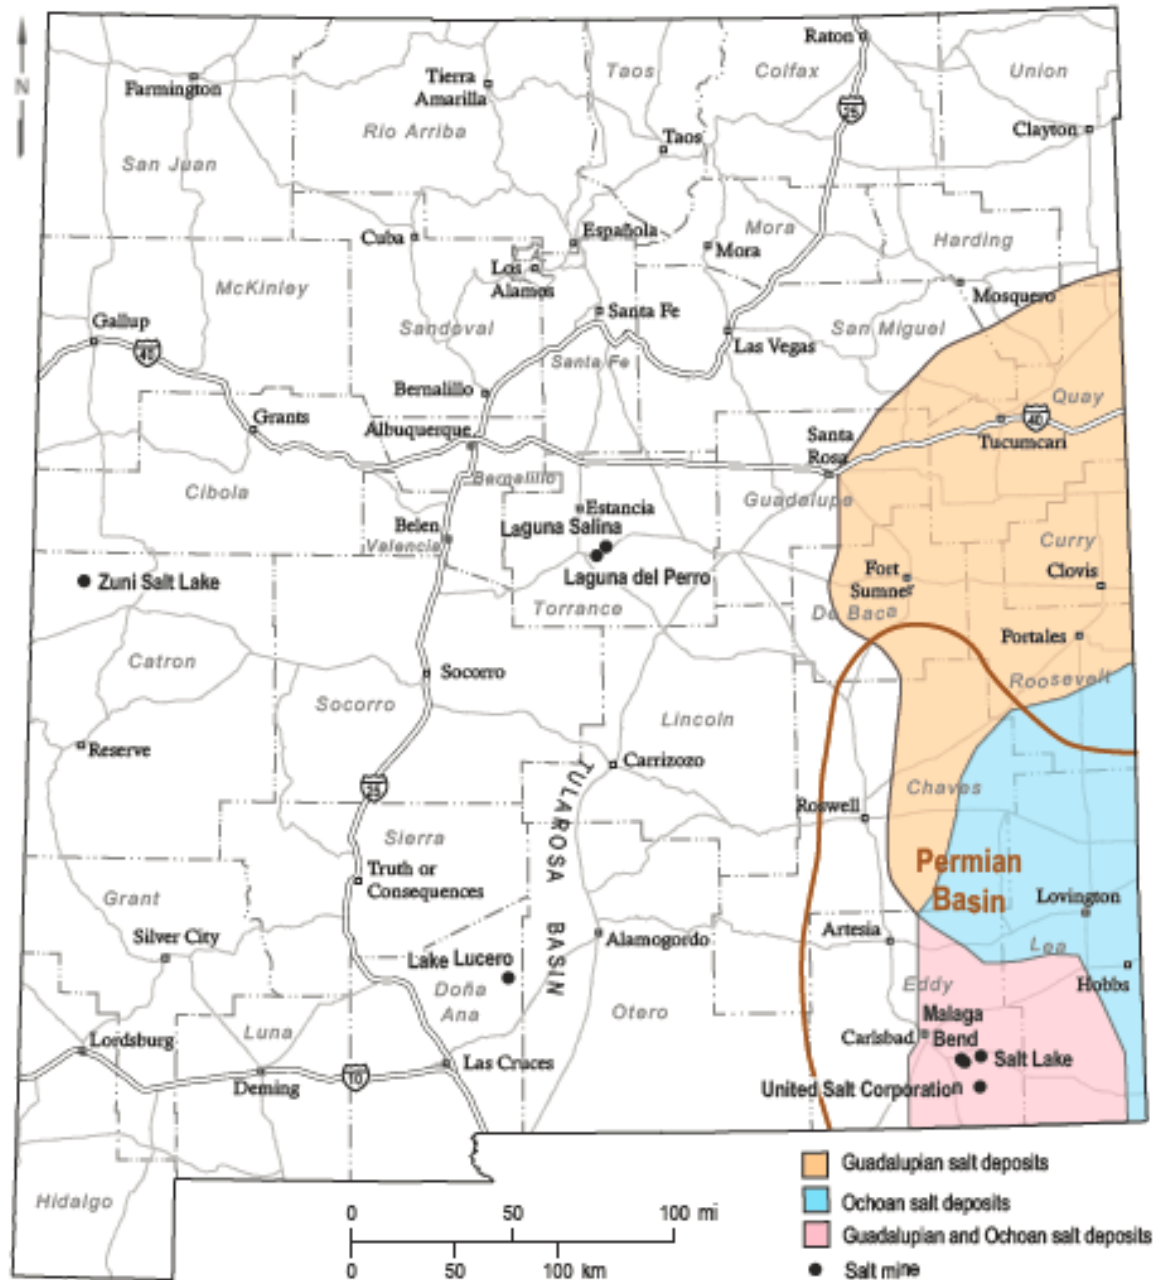 N
Raton
Farmington
Tierra
Amarilla
Taos
Colfax
Union
25
Rio Arriba
Clayton
Taos
San Juan
Cuba
Española
Mora
Mora
Harding
Los
Alamos
McKinley
Mosquero
Gallup
Santa Fe
Sandoval
San Miguel
40
Las Vegas
Santa Fe
Bernalillo
Quay
Grants
Albuquerque
Santa
Rosa
40
Tucumcari
Bernalillo
Cibola
Guadalupe
Estancia
Belen
Laguna Salina
Valencia
Curry
Zuni Salt Lake
Laguna del Perro
Fort
Sumner
Clovis
Torrance
De Baca
Portales
Catron
Socorro
Roosevelt
Socorro
Lincoln
Reserve
Carrizozo
25
TULAROSA BASIN
Chaves
Roswell
Sierra
Truth or
Consequences
Permian
Basin
Grant
Lovington
Silver City
Alamogordo
Artesia
Lea
Lake Lucero
Doña
Ana
Eddy
Hobbs
Otero
Malaga
Bend
Luna
Carlsbad
Lordsburg
Las Cruces
Salt Lake
10
Deming
United Salt Corporation
Hidalgo
Guadalupian salt deposits
Ochoan salt deposits
Guadalupian and Ochoan salt deposits
Salt mine
0 50 100 mi
0 50 100 km